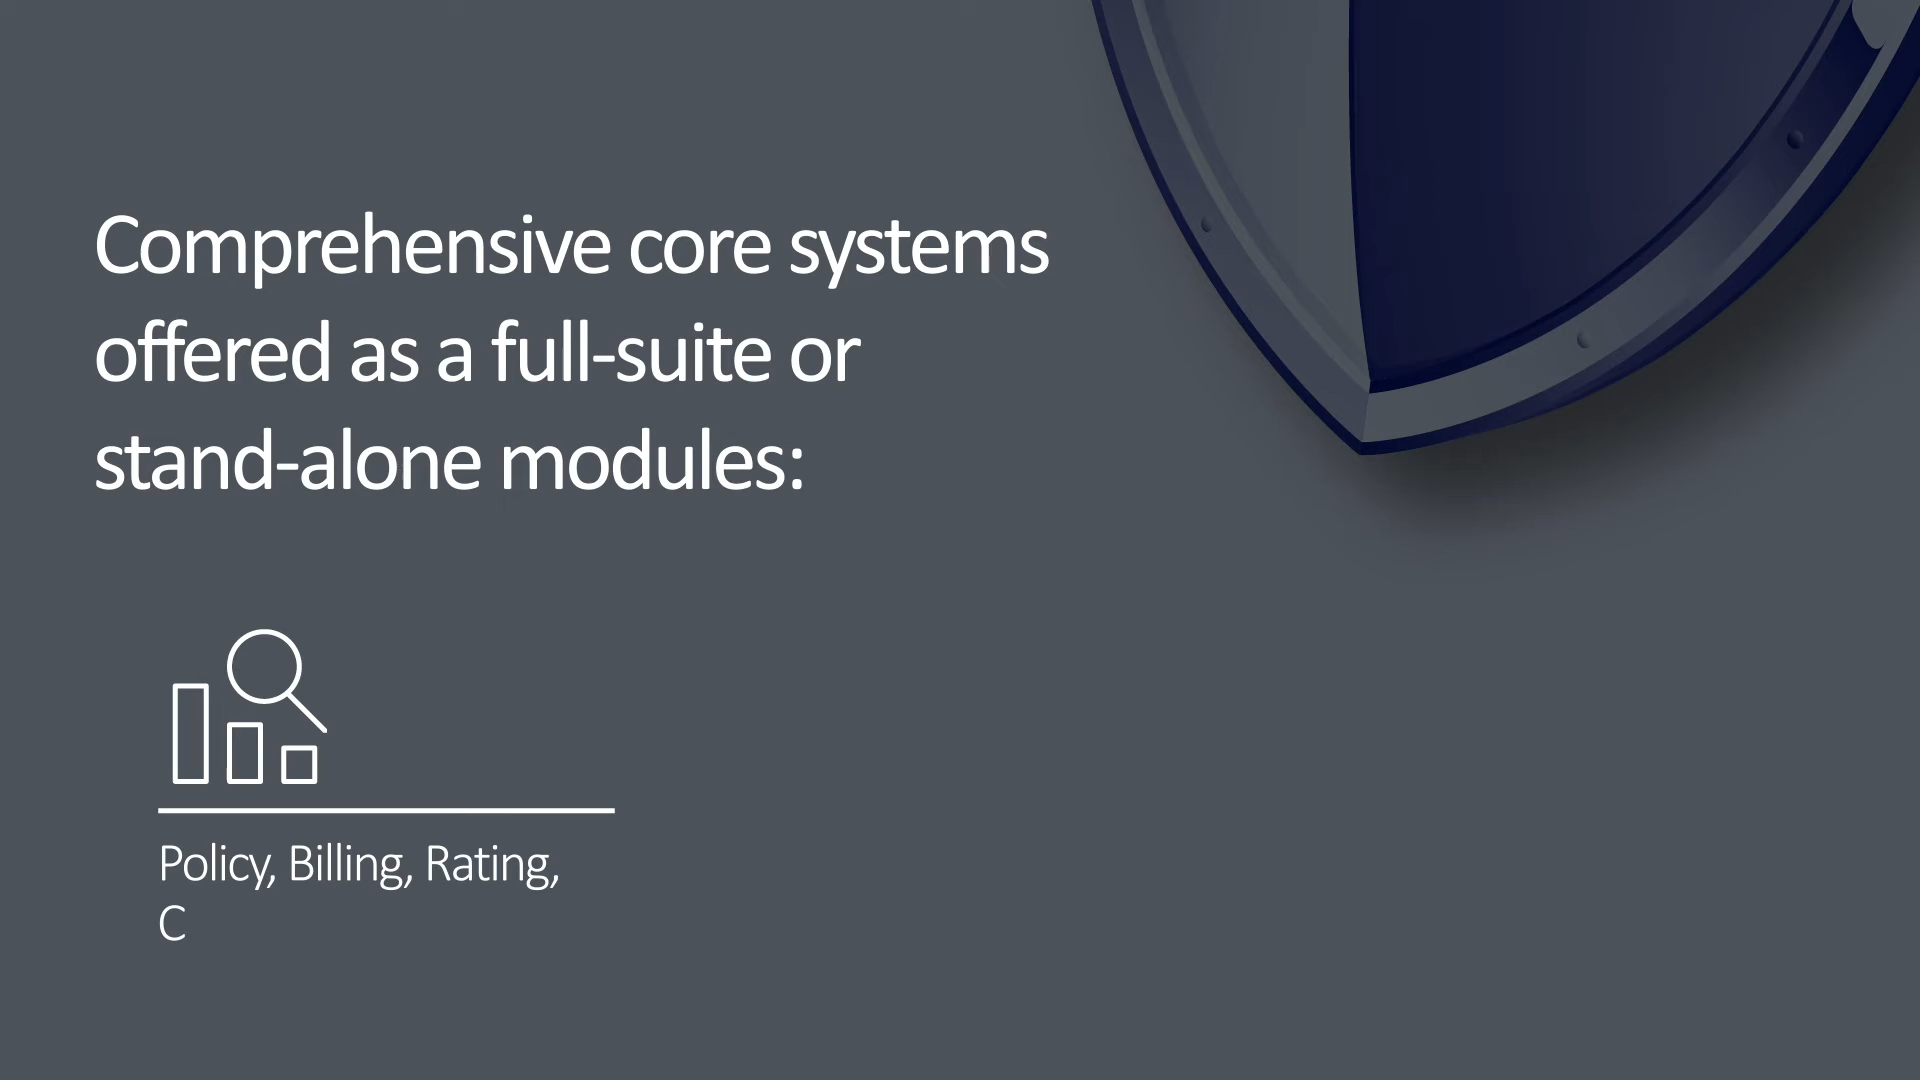 Comprehensive core systems
offered as a full-suite or
stand-alone modules:
Policy, Billing, Rating,
C